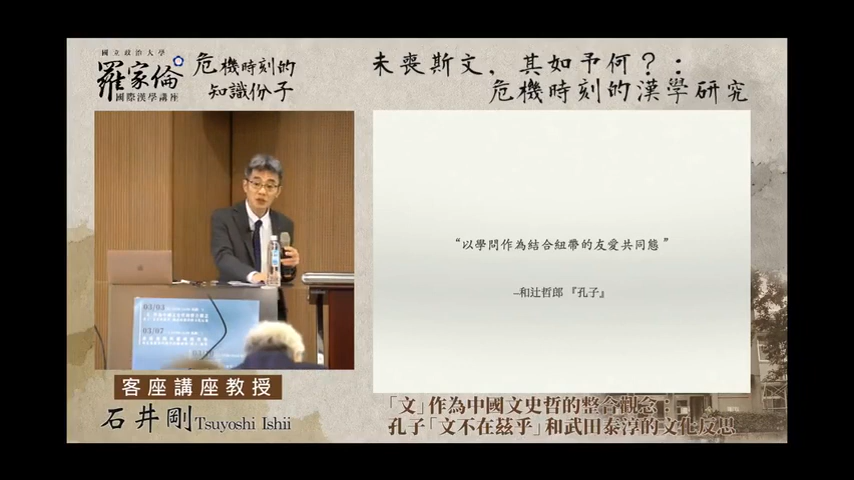 國立政治大學
羅家倫
國際漢學講座
危機時刻的
知識份子
未喪斯文，其如予何？：
危機時刻的漢學研究
“以學問作為結合紐帶的友愛共同態”
–和辻哲郎『孔子』
03/03
03/07
客座講座教授
石井剛Tsuyoshi Ishii
「文」作為中國文史哲的整合觀念：
孔子「文不在茲乎」和武田泰淳的文化反思